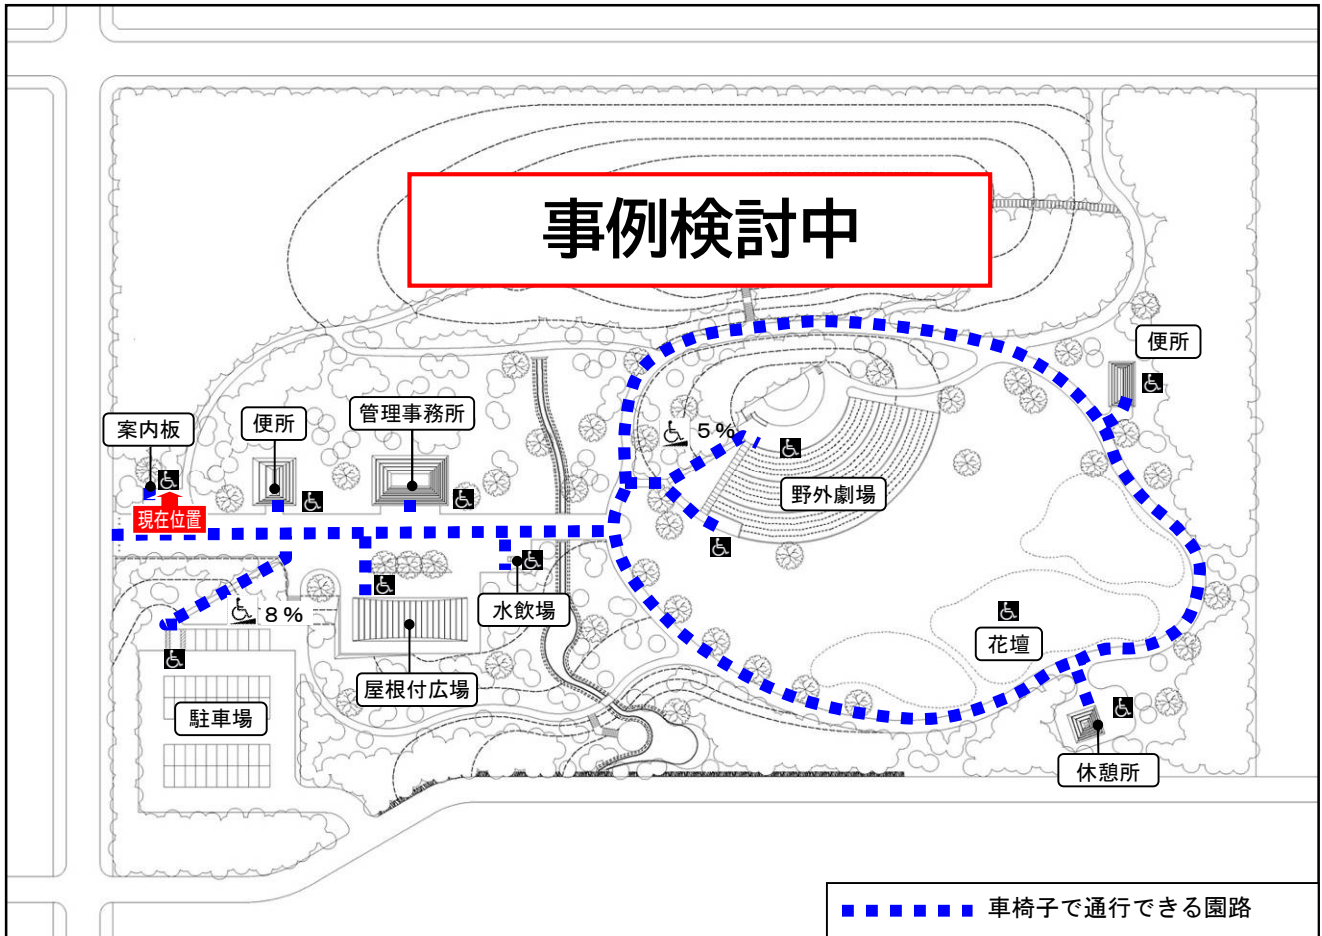 事例検討中
便所
管理事務所
便所
案内板
5%
野外劇場
現在位置
水飲場
8%
花壇
屋根付広場
駐車場
休憩所
車椅子で通行できる園路